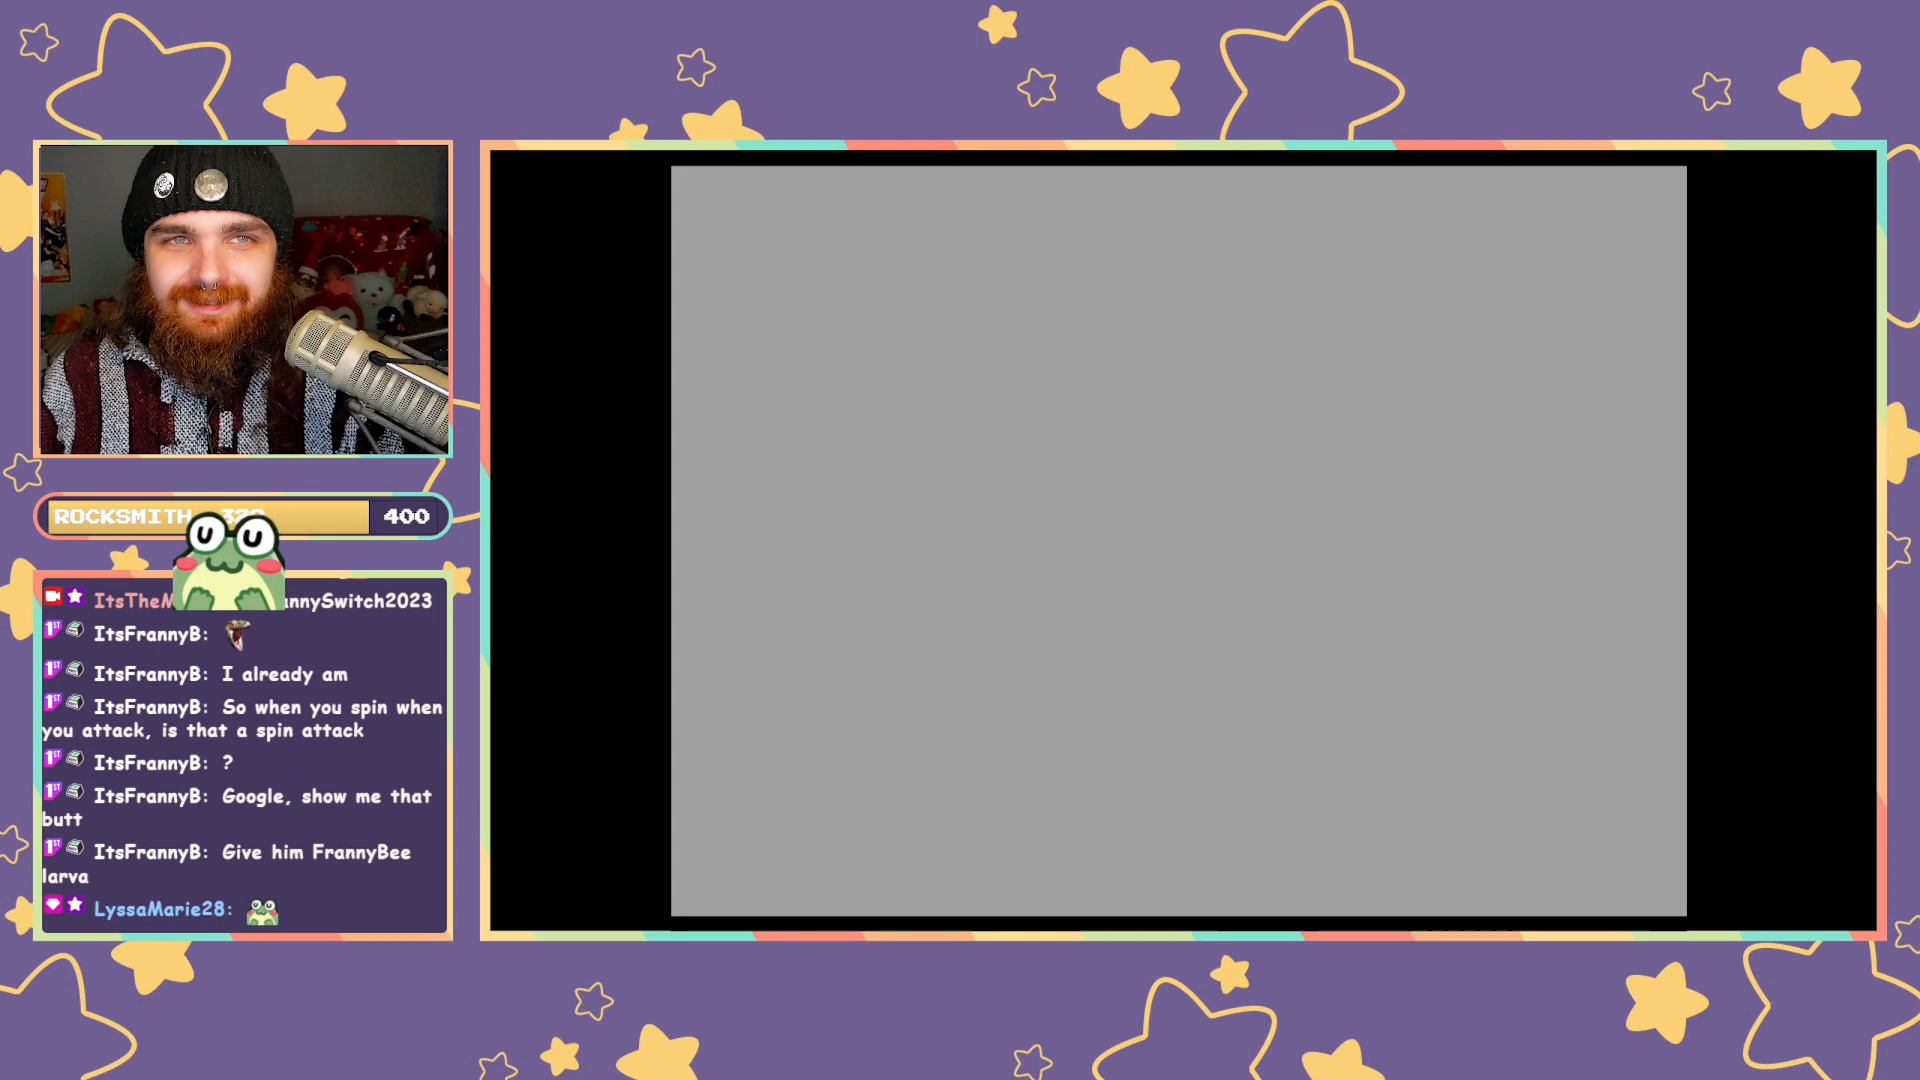 ROCKSMITH
400
ItsTheM annySwitch2023
ItsFrannyB:
ItsFrannyB: I already am
ItsFrannyB: So when you spin when
you attack, is that a spin attack
ItsFrannyB: ?
ItsFrannyB: Google, show me that
butt
ItsFrannyB: Give him FrannyBee
larva
LyssaMarie28: